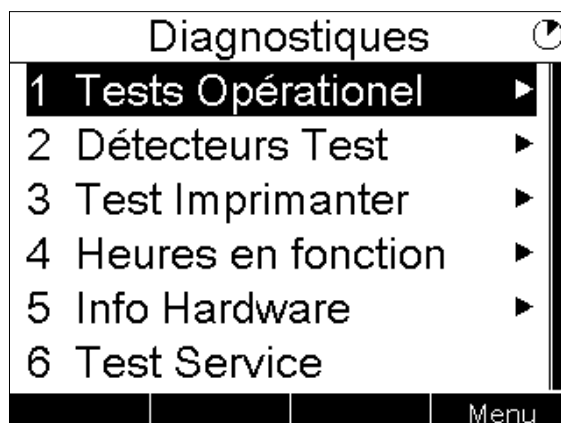 Diagnostiques
1 Tests Opérationel
2 Détecteurs Test
3 Test Imprimanter
4 Heures en fonction
5 Info Hardware
6 Test Service
Menu